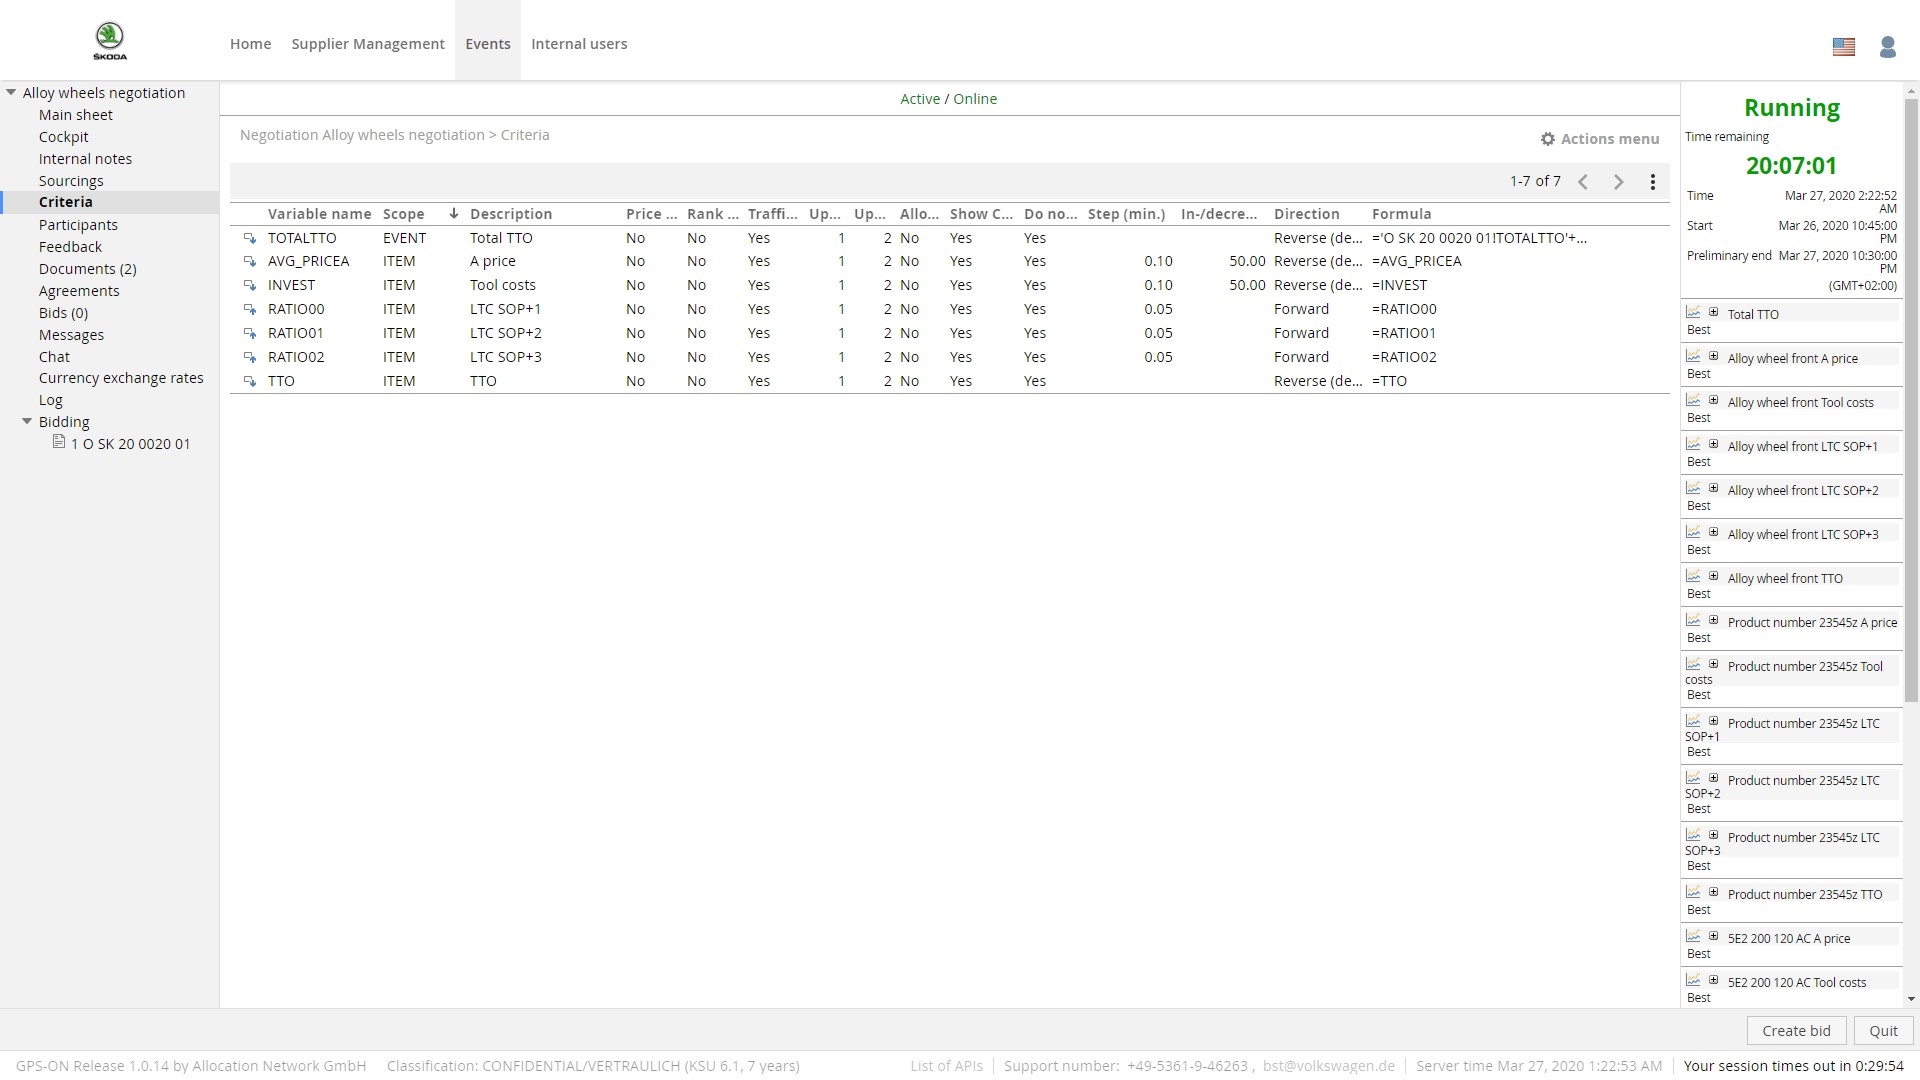 ŠKODA
Home Supplier Management Events Internal users
Alloy wheels negotiation
Main sheet
Cockpit
Internal notes
Sourcings
Criteria
Participants
Feedback
Documents (2)
Agreements
Bids (0)
Messages
Chat
Currency exchange rates
Log
Bidding
1 O SK 20 0020 01
Active / Online
Negotiation Alloy wheels negotiation > Criteria
Actions menu
1-7 of 7
Variable name Scope Description Price ... Rank ... Traffi... Up... Up... Allo... Show C... Do no... Step (min.) In-/decre... Direction Formula
TOTALTTO EVENT Total TTO No No Yes 1 2 No Yes Yes Reverse (de... ='O SK 20 0020 01!TOTALTTO'+...
AVG_PRICEA ITEM A price No No Yes 1 2 No Yes Yes 0.10 50.00 Reverse (de... =AVG_PRICEA
INVEST ITEM Tool costs No No Yes 1 2 No Yes Yes 0.10 50.00 Reverse (de... =INVEST
RATIO00 ITEM LTC SOP+1 No No Yes 1 2 No Yes Yes 0.05 Forward =RATIO00
RATIO01 ITEM LTC SOP+2 No No Yes 1 2 No Yes Yes 0.05 Forward =RATIO01
RATIO02 ITEM LTC SOP+3 No No Yes 1 2 No Yes Yes 0.05 Forward =RATIO02
TTO ITEM TTO No No Yes 1 2 No Yes Yes Reverse (de... =TTO
Running
Time remaining
20:07:01
Time Mar 27, 2020 2:22:52
AM
Start Mar 26, 2020 10:45:00
PM
Preliminary end Mar 27, 2020 10:30:00
PM
(GMT+02:00)
Total TTO
Best
Alloy wheel front A price
Best
Alloy wheel front Tool costs
Best
Alloy wheel front LTC SOP+1
Best
Alloy wheel front LTC SOP+2
Best
Alloy wheel front LTC SOP+3
Best
Alloy wheel front TTO
Best
Product number 23545z A price
Best
Product number 23545z Tool
costs
Best
Product number 23545z LTC
SOP+1
Best
Product number 23545z LTC
SOP+2
Best
Product number 23545z LTC
SOP+3
Best
Product number 23545z TTO
Best
5E2 200 120 AC A price
Best
5E2 200 120 AC Tool costs
Best
Create bid Quit
GPS-ON Release 1.0.14 by Allocation Network GmbH Classification: CONFIDENTIAL/VERTRAULICH (KSU 6.1, 7 years) List of APIs Support number: +49-5361-9-46263 , bst@volkswagen.de Server time Mar 27, 2020 1:22:53 AM Your session times out in 0:29:54